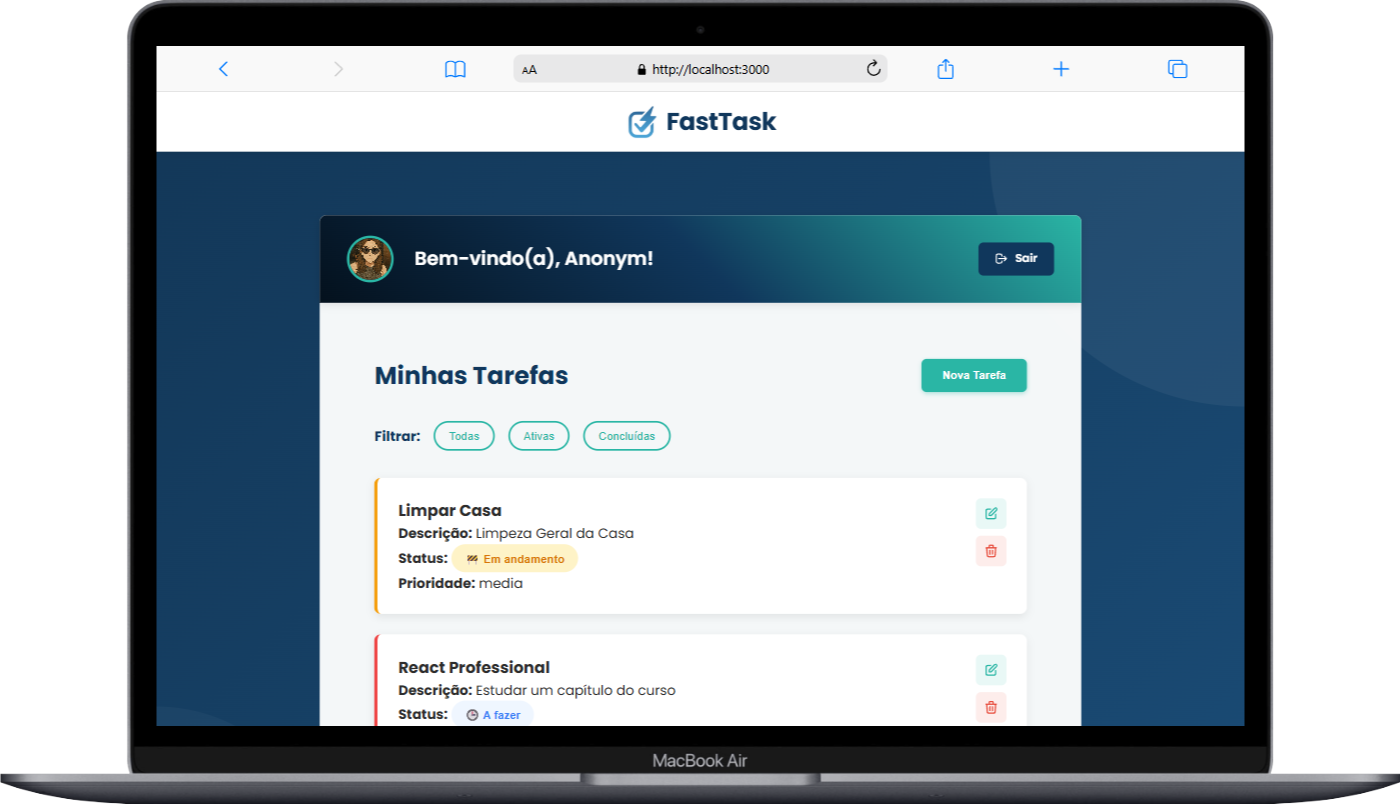 AA http://localhost:3000
FastTask
Bem-vindo(a), Anonym!
Sair
Minhas Tarefas
Nova Tarefa
Filtrar: Todas Ativas Concluídas
Limpar Casa
Descrição: Limpeza Geral da Casa
Status: Em andamento
Prioridade: media
React Professional
Descrição: Estudar um capítulo do curso
Status: A fazer
MacBook Air